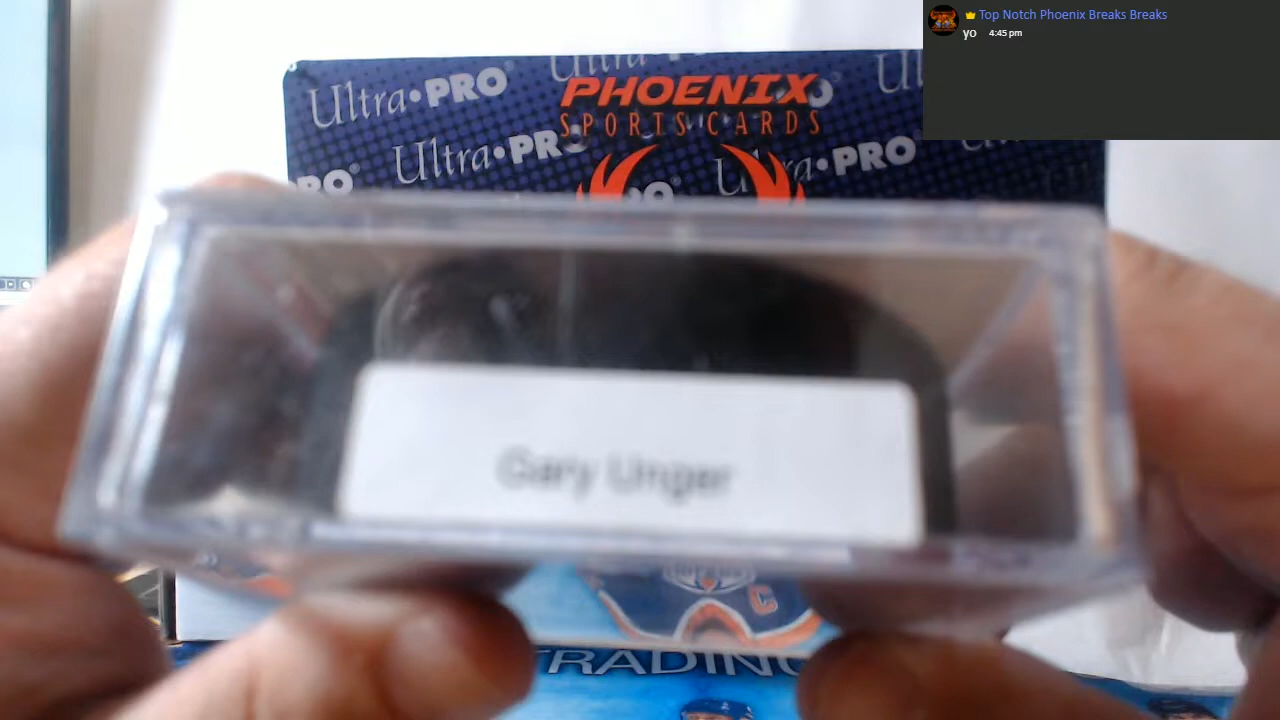 Top Notch Phoenix Breaks Breaks
yo 4:45 pm
Ultra
Ultra•PRO
PHOENIX
SPORTS CARDS
Ultra•PRO
PRO
Gary Unger
C
TRADING